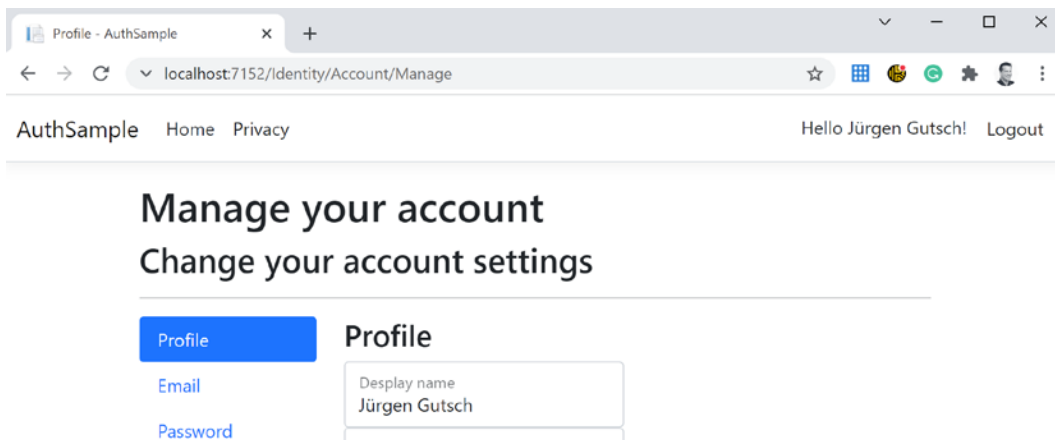 Profile - AuthSample
localhost:7152/Identity/Account/Manage
AuthSample Home Privacy Hello Jürgen Gutsch! Logout
Manage your account
Change your account settings
Profile
Email
Password
Profile
Desplay name
Jürgen Gutsch